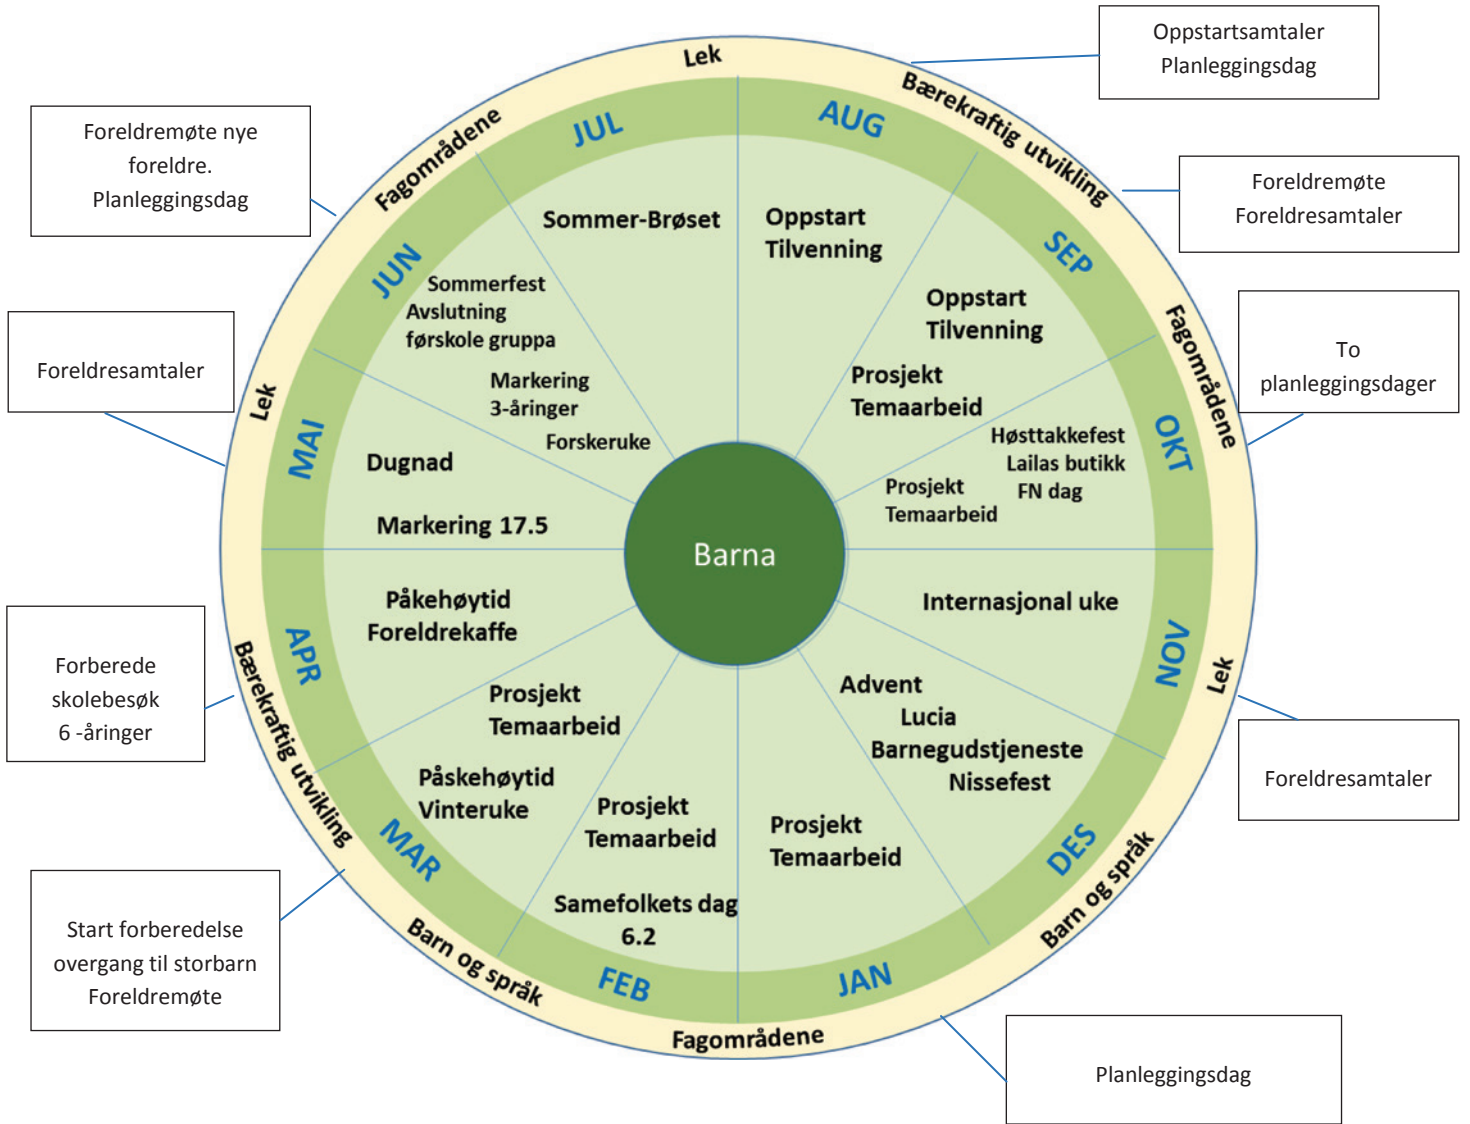 Oppstartsamtaler
Planleggingsdag
Foreldremøte
Foreldresamtaler
To
planleggingsdager
Foreldresamtaler
Planleggingsdag
Start forberedelse
overgang til storbarn
Foreldremøte
Forberede
skolebesøk
6 -åringer
Foreldresamtaler
Foreldremøte nye
foreldre.
Planleggingsdag
Lek
Bærekraftig utvikling
Fagområdene
Lek
Barn og språk
Fagområdene
Barn og språk
Bærekraftig utvikling
Lek
Fagområdene
AUG
Oppstart
Tilvenning
SEP
Oppstart
Tilvenning
Prosjekt
Temaarbeid
OKT
Høsttakkefest
Lailas butikk
FN dag
Prosjekt
Temaarbeid
NOV
Internasjonal uke
DES
Advent
Lucia
Barnegudstjeneste
Nissefest
JAN
Prosjekt
Temaarbeid
FEB
Prosjekt
Temaarbeid
Samefolkets dag
6.2
MAR
Prosjekt
Temaarbeid
Påskehøytid
Vinteruke
APR
Påkehøytid
Foreldrekaffe
MAI
Dugnad
Markering 17.5
JUN
Sommerfest
Avslutning
førskole gruppa
Markering
3-åringer
Forskeruke
JUL
Sommer-Brøset
Barna